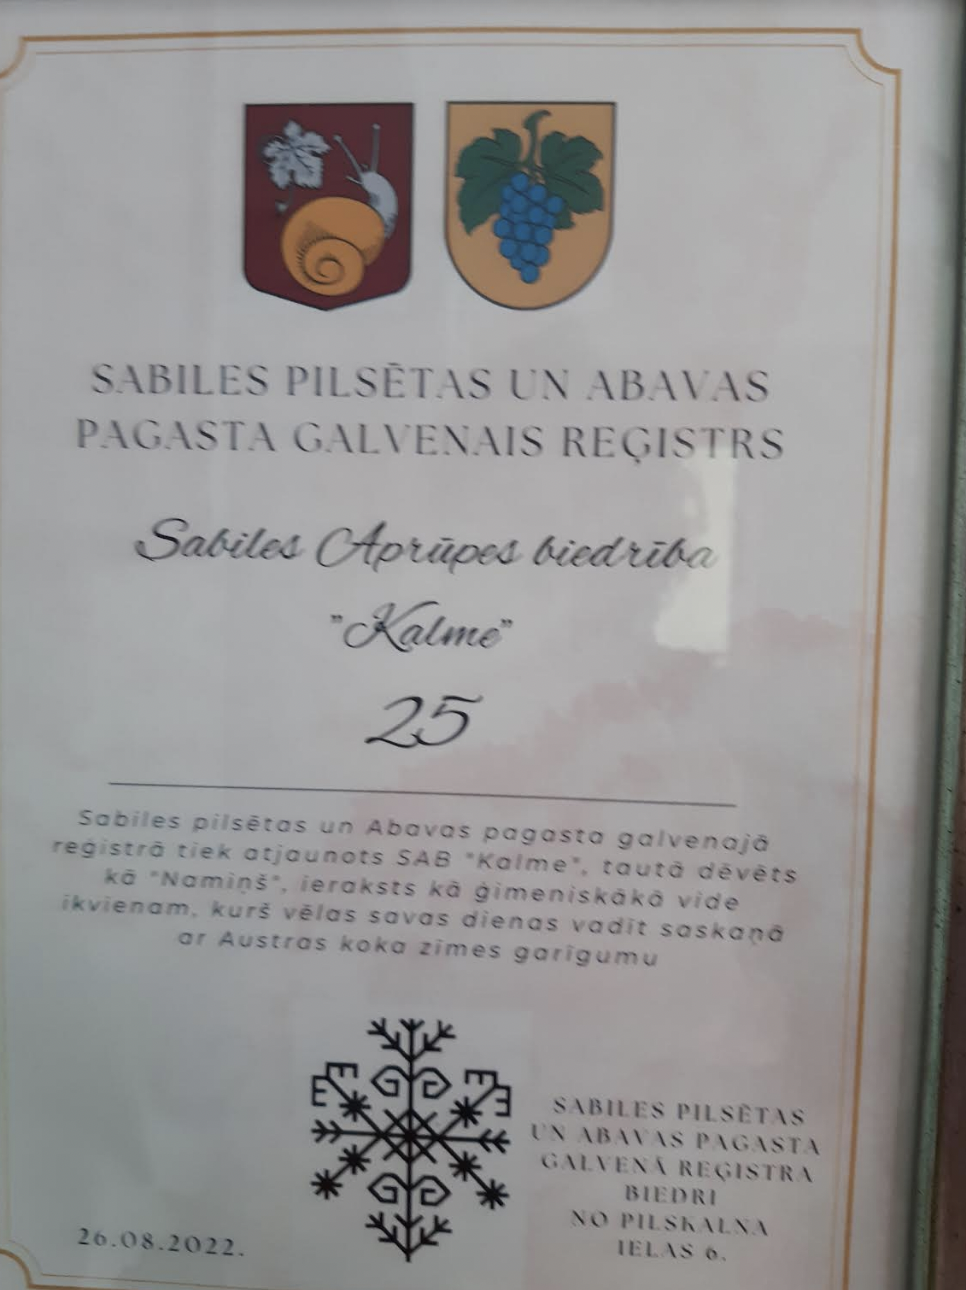 SABILES PILSĒTAS UN ABAVAS
PAGASTA GALVENAIS REĢISTRS
Sabiles Aprūpes biedrība
"Kalme"
25
Sabiles pilsētas un Abavas pagasta galvenajā
reģistrā tiek atjaunots SAB "Kalme", tautā dēvēts
kā "Namiņš", ieraksts kā ģimeniskākā vide
ikvienam, kurš vēlas savas dienas vadīt saskaņā
ar Austras koka zīmes garīgumu
SABILES PILSĒTAS
UN ABAVAS PAGASTA
GALVENĀ REĢISTRA
BIEDRI
NO PILSKALNA
IELAS 6.
26.08.2022.